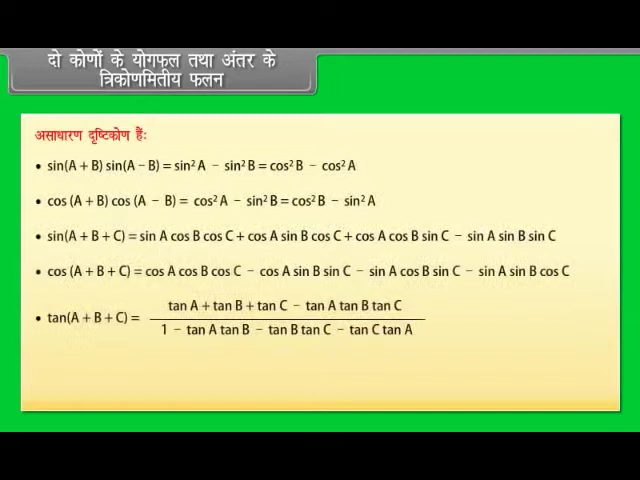 दो कोणों के योगफल तथा अंतर के
त्रिकोणमितीय फलन
असाधारण दृष्टिकोण हैंः
• sin(A + B) sin(A − B) = sin² A − sin² B = cos² B − cos² A
• cos (A + B) cos (A − B) = cos² A − sin² B = cos² B − sin² A
• sin(A + B + C) = sin A cos B cos C + cos A sin B cos C + cos A cos B sin C − sin A sin B sin C
• cos (A + B + C) = cos A cos B cos C − cos A sin B sin C − sin A cos B sin C − sin A sin B cos C
tan A + tan B + tan C − tan A tan B tan C
• tan(A + B + C) =
1 − tan A tan B − tan B tan C − tan C tan A